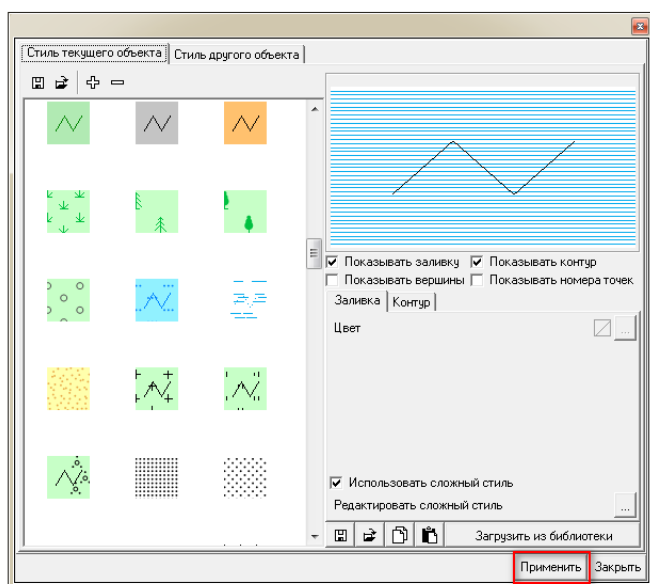 Стиль текущего объекта Стиль другого объекта
Показывать заливку Показывать контур
Показывать вершины Показывать номера точек
Заливка Контур
Цвет
...
Использовать сложный стиль
Редактировать сложный стиль ...
Загрузить из библиотеки
Применить Закрыть